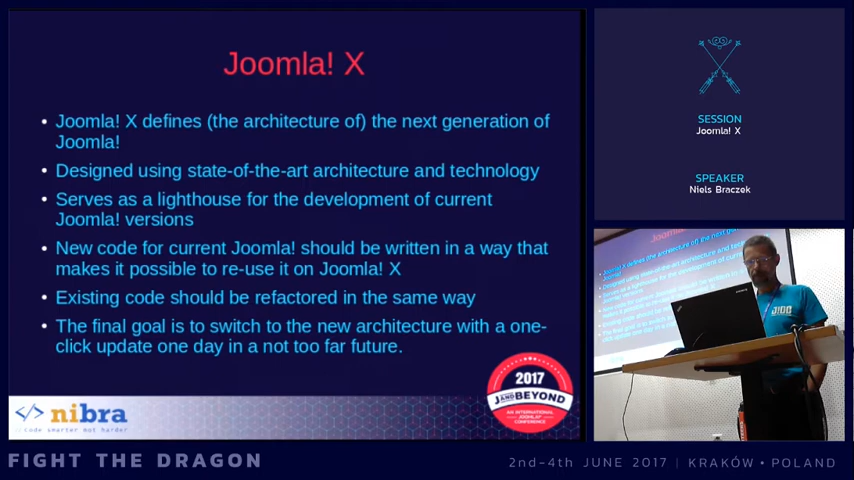 Joomla! X
• Joomla! X defines (the architecture of) the next generation of
Joomla!
• Designed using state-of-the-art architecture and technology
• Serves as a lighthouse for the development of current
Joomla! versions
• New code for current Joomla! should be written in a way that
makes it possible to re-use it on Joomla! X
• Existing code should be refactored in the same way
• The final goal is to switch to the new architecture with a one-
click update one day in a not too far future.
</> nibra
code smarter not harder
2017
J AND BEYOND
AN INTERNATIONAL
JOOMLA!®
CONFERENCE
SESSION
Joomla! X
SPEAKER
Niels Braczek
FIGHT THE DRAGON
2nd-4th JUNE 2017 | KRAKÓW • POLAND